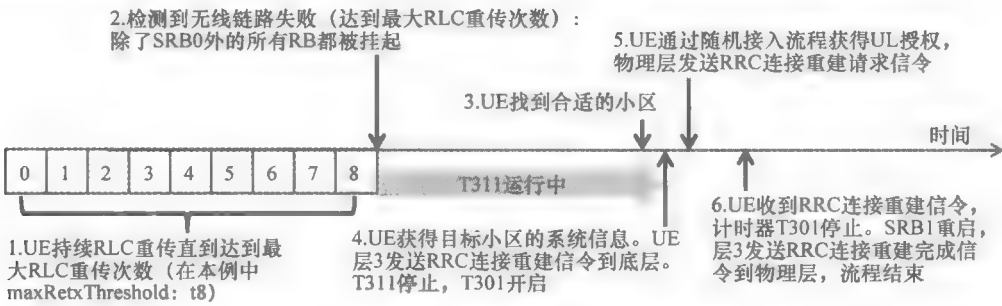 2.检测到无线链路失败（达到最大RLC重传次数）：
除了SRB0外的所有RB都被挂起
5.UE通过随机接入流程获得UL授权，
物理层发送RRC连接重建请求信令
3.UE找到合适的小区
时间
0 1 2 3 4 5 6 7 8
T311运行中
1.UE持续RLC重传直到达到最
大RLC重传次数（在本例中
maxRetxThreshold：t8）
4.UE获得目标小区的系统信息。UE
层3发送RRC连接重建信令到底层。
T311停止，T301开启
6.UE收到RRC连接重建信令，
计时器T301停止。SRB1重启，
层3发送RRC连接重建完成信
令到物理层，流程结束